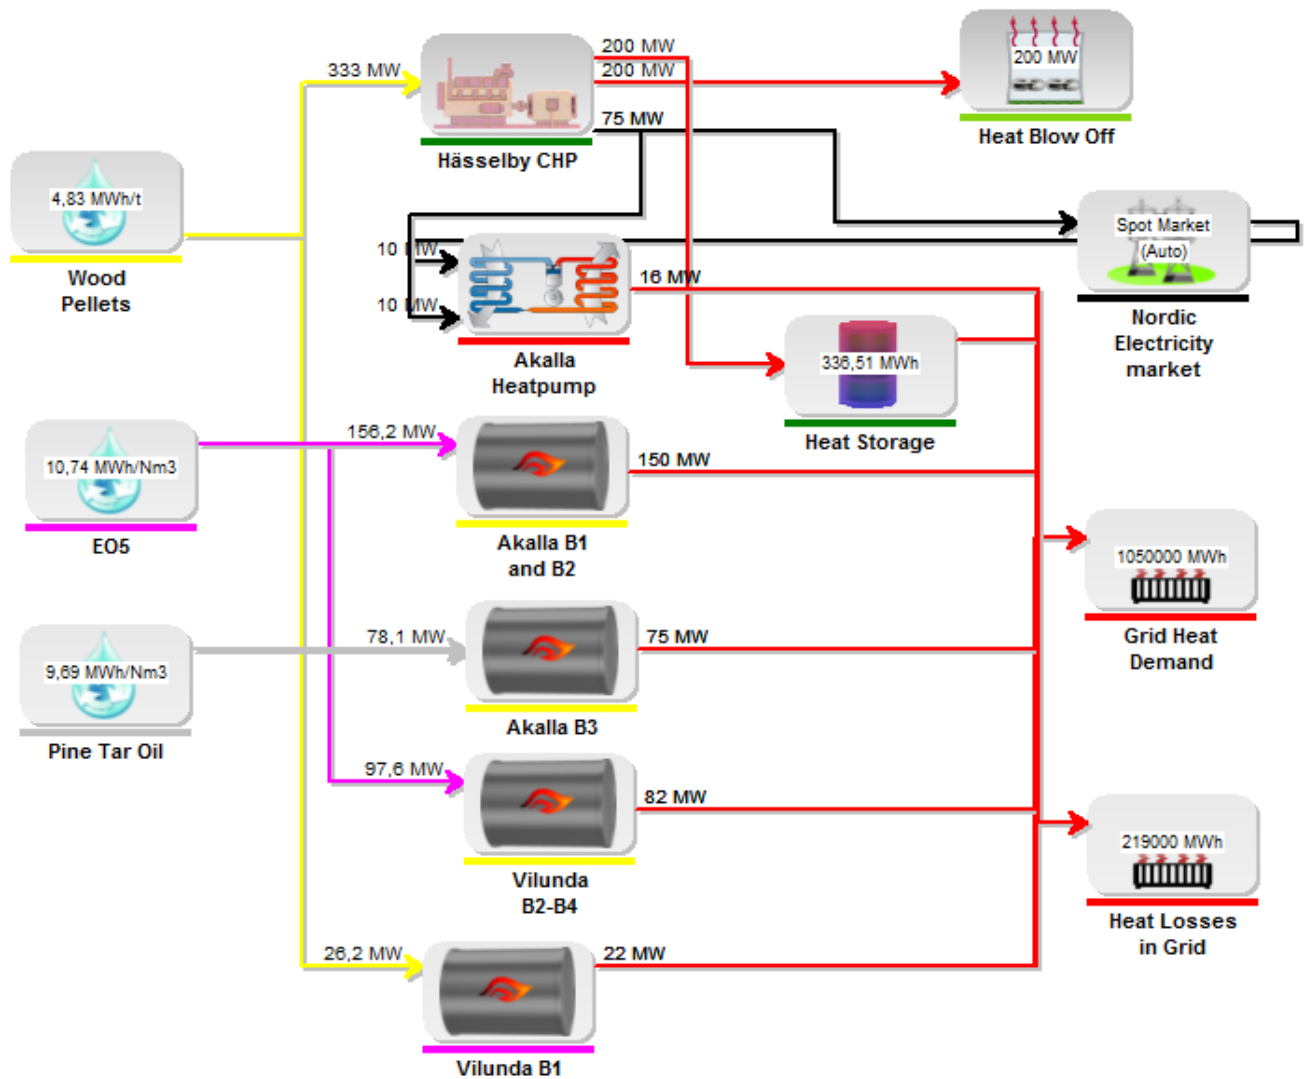 200 MW
200 MW
333 MW
75 MW
Hässelby CHP
200 MW
Heat Blow Off
4,83 MWh/t
Wood
Pellets
10 MW
10 MW
16 MW
Akalla
Heatpump
Spot Market
(Auto)
Nordic
Electricity
market
336,51 MWh
Heat Storage
10,74 MWh/Nm3
EO5
156,2 MW
150 MW
Akalla B1
and B2
1050000 MWh
Grid Heat
Demand
9,69 MWh/Nm3
Pine Tar Oil
78,1 MW
75 MW
Akalla B3
97,6 MW
82 MW
Vilunda
B2-B4
219000 MWh
Heat Losses
in Grid
26,2 MW
22 MW
Vilunda B1